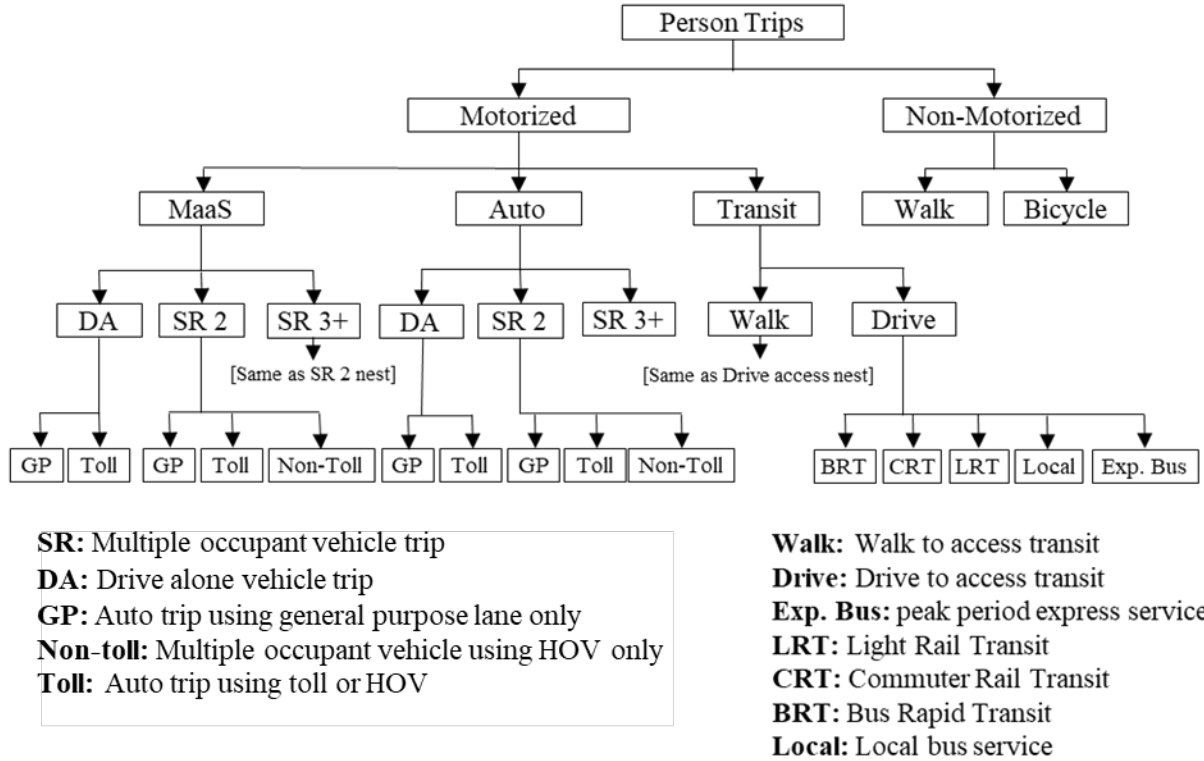 Person Trips
Motorized Non-Motorized
MaaS Auto Transit Walk Bicycle
DA SR 2 SR 3+ DA SR 2 SR 3+ Walk Drive
[Same as SR 2 nest] [Same as Drive access nest]
GP Toll GP Toll Non-Toll GP Toll GP Toll Non-Toll BRT CRT LRT Local Exp. Bus
SR: Multiple occupant vehicle trip
DA: Drive alone vehicle trip
GP: Auto trip using general purpose lane only
Non-toll: Multiple occupant vehicle using HOV only
Toll: Auto trip using toll or HOV
Walk: Walk to access transit
Drive: Drive to access transit
Exp. Bus: peak period express service
LRT: Light Rail Transit
CRT: Commuter Rail Transit
BRT: Bus Rapid Transit
Local: Local bus service